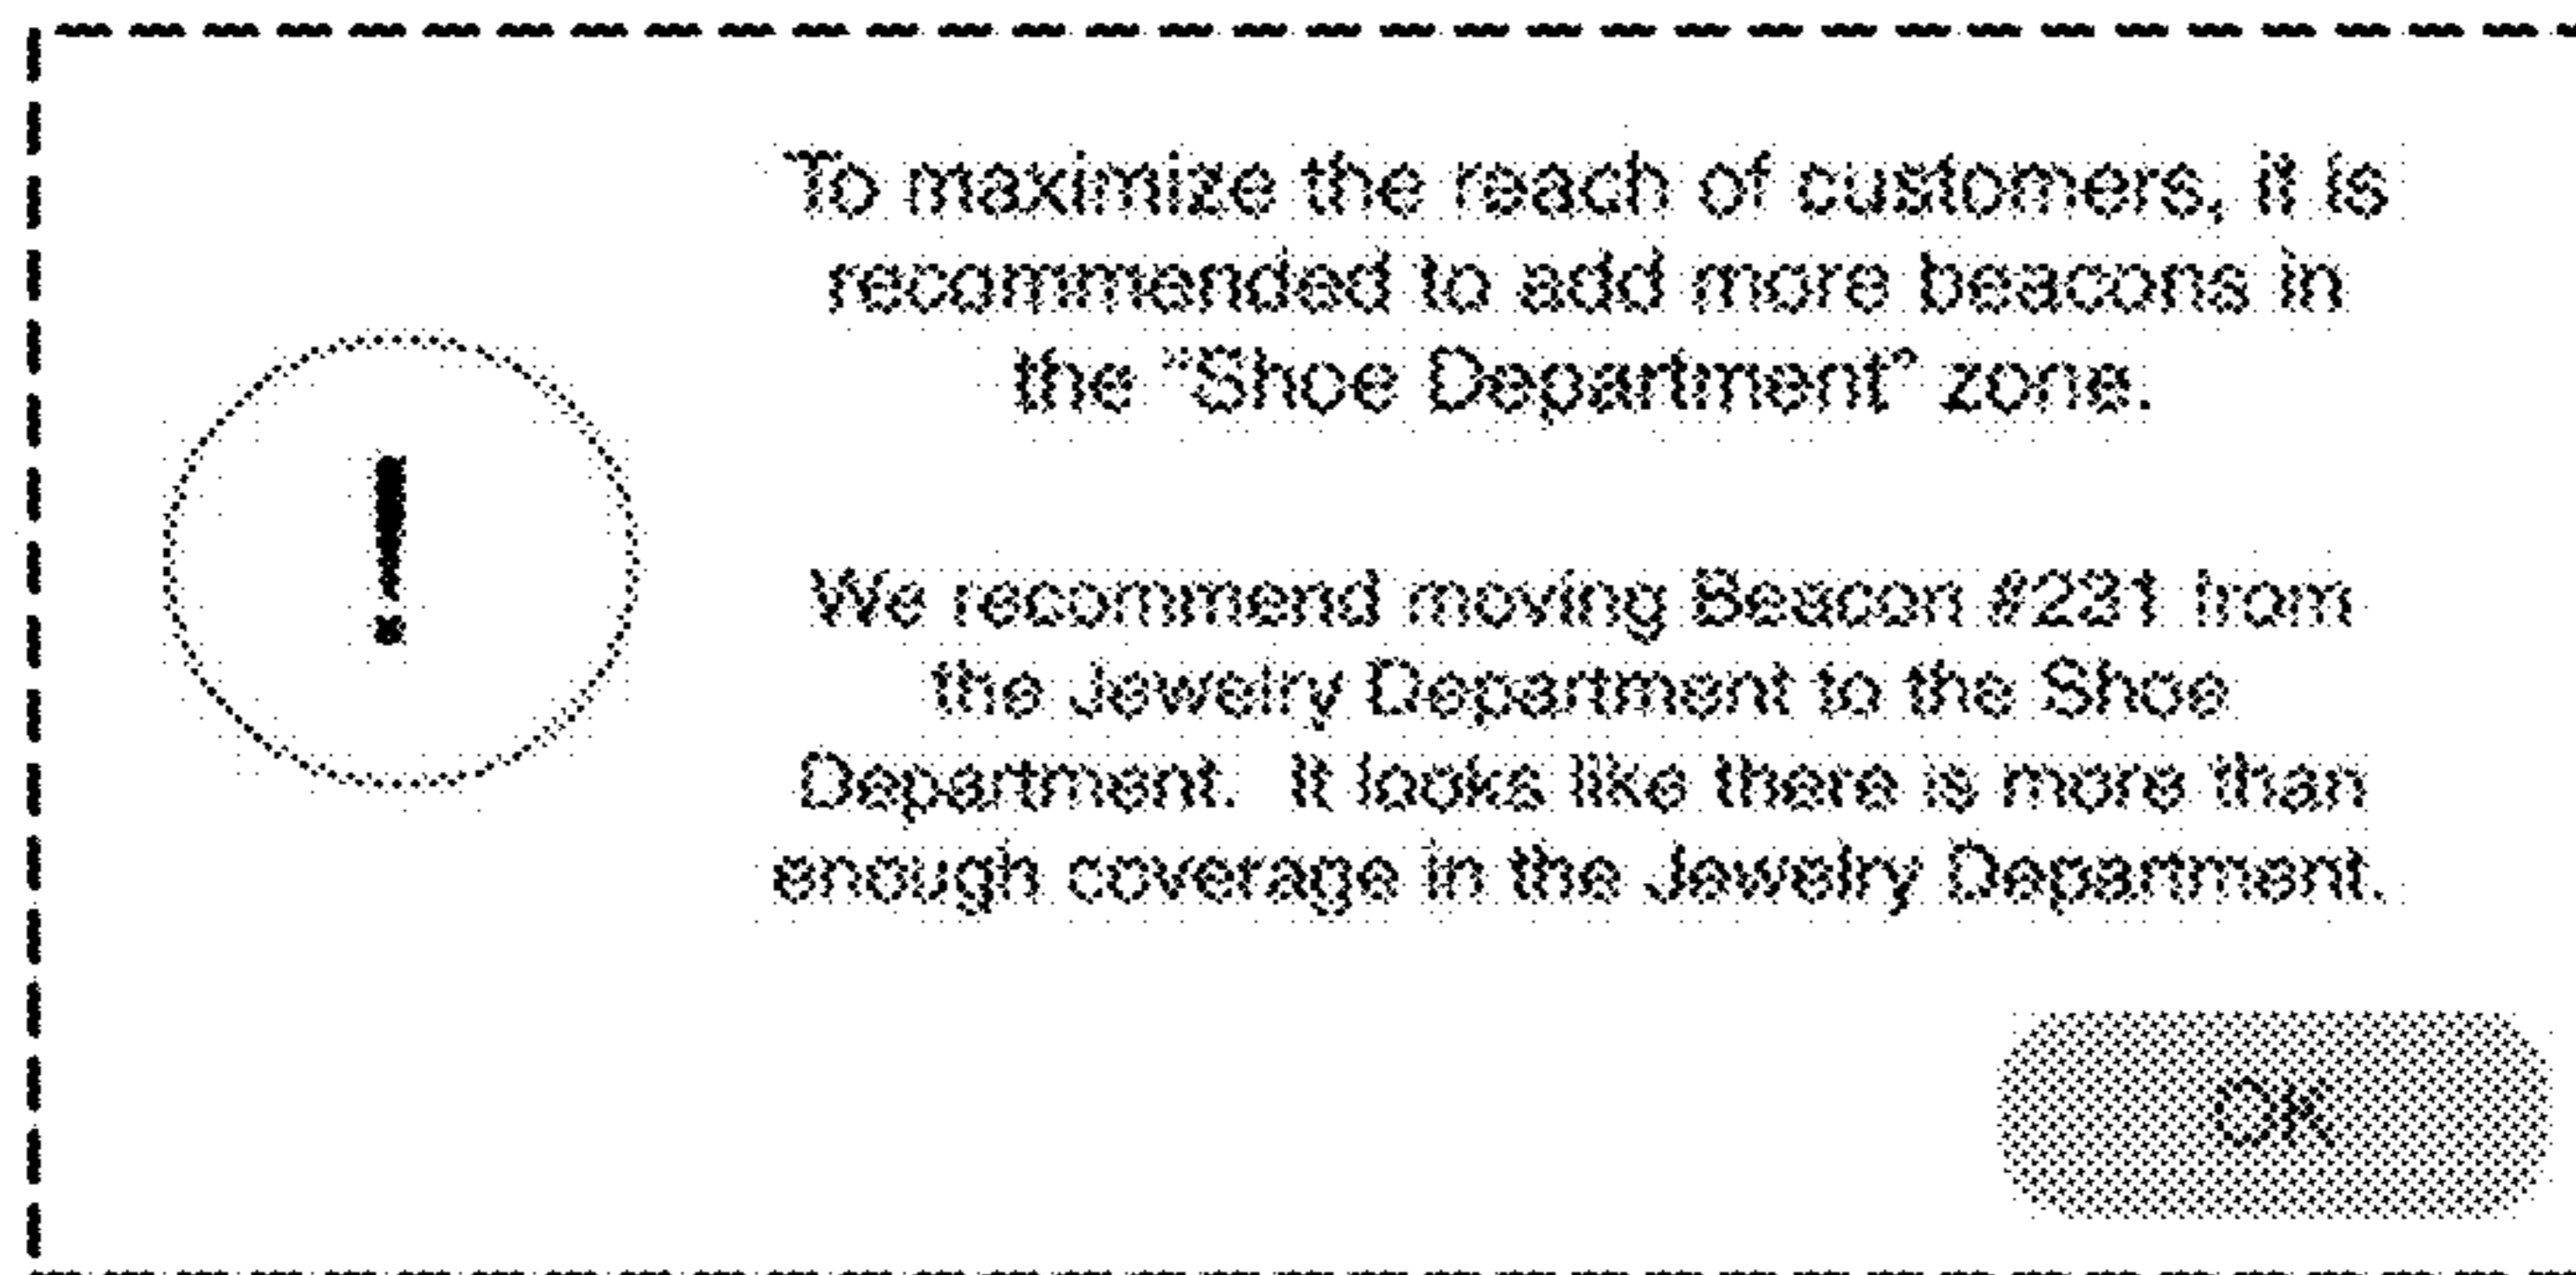 !
To maximize the reach of customers, it is
recommended to add more beacons in
the "Shoe Department" zone.
We recommend moving Beacon #231 from
the Jewelry Department to the Shoe
Department. It looks like there is more than
enough coverage in the Jewelry Department.
OK